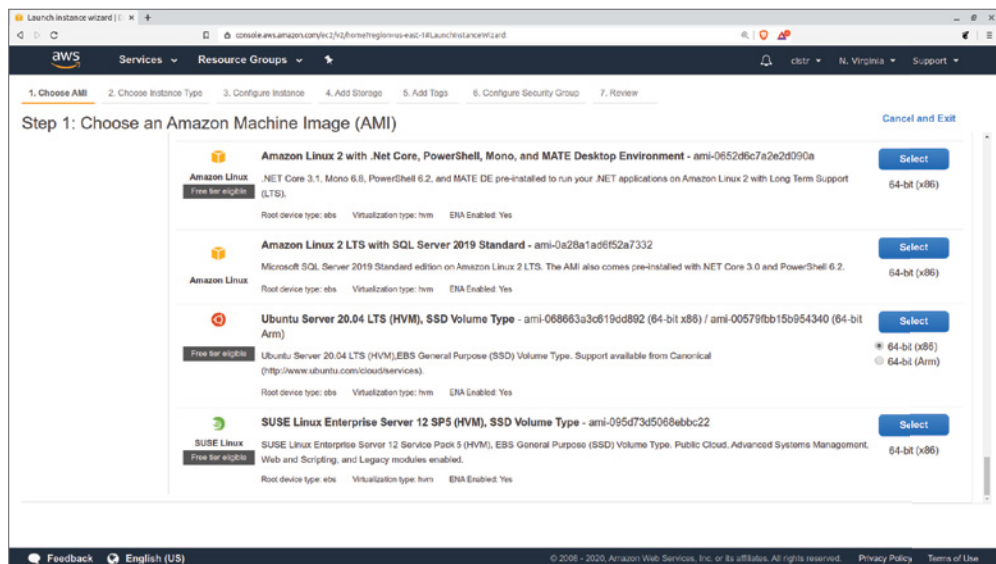 Launch instance wizard | E
console.aws.amazon.com/ec2/v2/home?region=us-east-1#LaunchInstanceWizard:
aws
Services
Resource Groups
clstr
N. Virginia
Support
1. Choose AMI 2. Choose Instance Type 3. Configure Instance 4. Add Storage 5. Add Tags 6. Configure Security Group 7. Review
Step 1: Choose an Amazon Machine Image (AMI)
Cancel and Exit
Amazon Linux
Free tier eligible
Amazon Linux 2 with .Net Core, PowerShell, Mono, and MATE Desktop Environment - ami-0652d6c7a2e2d090a
.NET Core 3.1, Mono 6.8, PowerShell 6.2, and MATE DE pre-installed to run your .NET applications on Amazon Linux 2 with Long Term Support
(LTS).
Root device type: ebs Virtualization type: hvm ENA Enabled: Yes
Select
64-bit (x86)
Amazon Linux
Amazon Linux 2 LTS with SQL Server 2019 Standard - ami-0a28a1ad6f52a7332
Microsoft SQL Server 2019 Standard edition on Amazon Linux 2 LTS. The AMI also comes pre-installed with.NET Core 3.0 and PowerShell 6.2.
Root device type: ebs Virtualization type: hvm ENA Enabled: Yes
Select
64-bit (x86)
Free tier eligible
Ubuntu Server 20.04 LTS (HVM), SSD Volume Type - ami-068663a3c619dd892 (64-bit x86) / ami-00579fbb15b954340 (64-bit
Arm)
Ubuntu Server 20.04 LTS (HVM),EBS General Purpose (SSD) Volume Type. Support available from Canonical
(http://www.ubuntu.com/cloud/services).
Root device type: ebs Virtualization type: hvm ENA Enabled: Yes
Select
64-bit (x86)
64-bit (Arm)
SUSE Linux
Free tier eligible
SUSE Linux Enterprise Server 12 SP5 (HVM), SSD Volume Type - ami-095d73d5068ebbc22
SUSE Linux Enterprise Server 12 Service Pack 5 (HVM), EBS General Purpose (SSD) Volume Type. Public Cloud, Advanced Systems Management,
Web and Scripting, and Legacy modules enabled.
Root device type: ebs Virtualization type: hvm ENA Enabled: Yes
Select
64-bit (x86)
Feedback
English (US)
© 2008 - 2020, Amazon Web Services, Inc. or its affiliates. All rights reserved.
Privacy Policy
Terms of Use